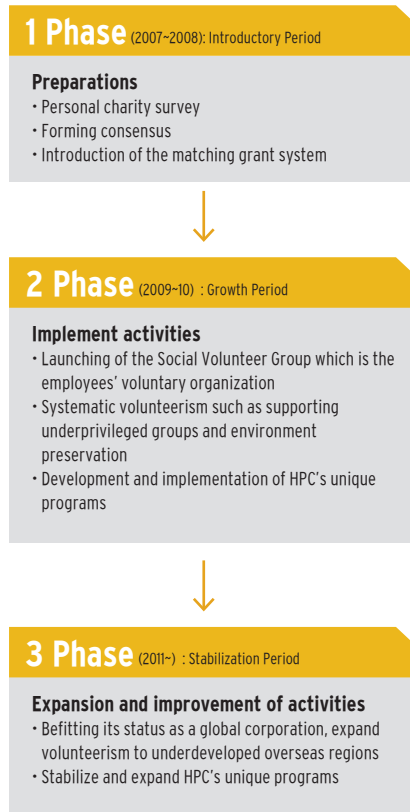 1 Phase (2007~2008): Introductory Period
Preparations
• Personal charity survey
• Forming consensus
• Introduction of the matching grant system
2 Phase (2009~10) : Growth Period
Implement activities
• Launching of the Social Volunteer Group which is the
employees' voluntary organization
• Systematic volunteerism such as supporting
underprivileged groups and environment
preservation
• Development and implementation of HPC's unique
programs
3 Phase (2011~) : Stabilization Period
Expansion and improvement of activities
• Befitting its status as a global corporation, expand
volunteerism to underdeveloped overseas regions
• Stabilize and expand HPC's unique programs